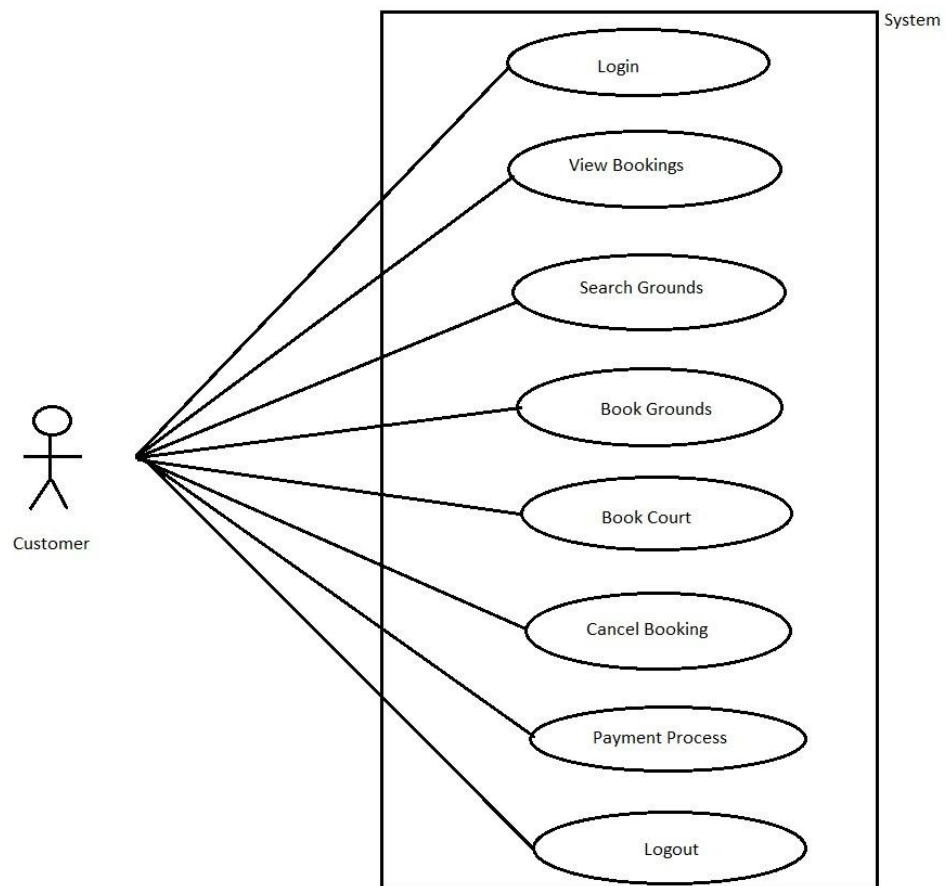 System
Login
View Bookings
Search Grounds
Book Grounds
Book Court
Customer
Cancel Booking
Payment Process
Logout